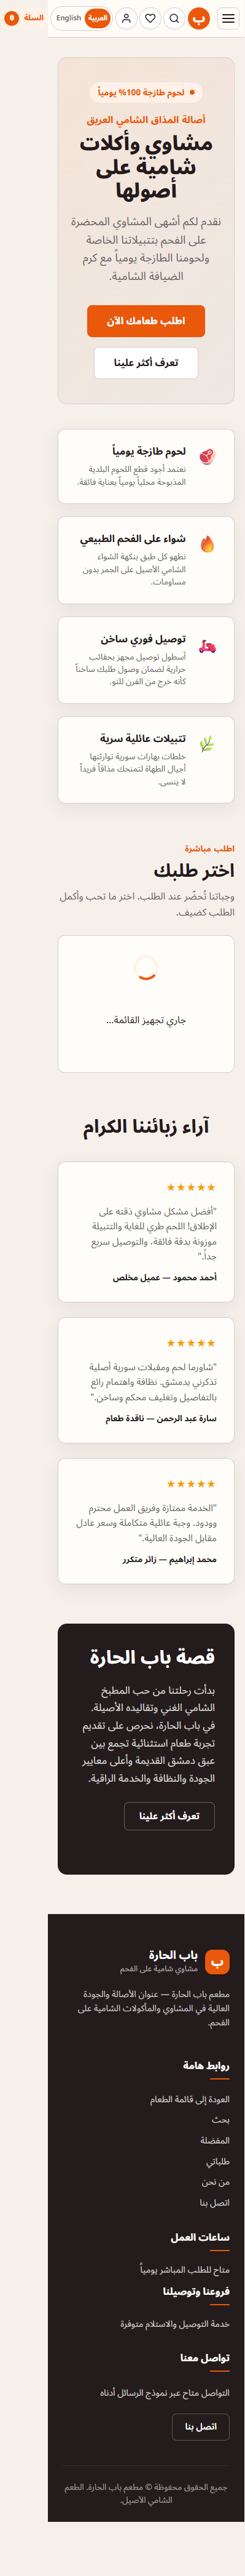 ب
العربية
English
السلة
0
لحوم طازجة 100% يومياً
أصالة المذاق الشامي العريق
مشاوي وأكلات
شامية على
أصولها
نقدم لكم أشهى المشاوي المحضرة
على الفحم بتتبيلاتنا الخاصة
ولحومنا الطازجة يومياً مع كرم
الضيافة الشامية.
اطلب طعامك الآن
تعرف أكثر علينا
لحوم طازجة يومياً
نعتمد أجود قطع اللحوم البلدية
المذبوحة محلياً يومياً بعناية فائقة.
شواء على الفحم الطبيعي
نطهو كل طبق بنكهة الشواء
الشامي الأصيل على الجمر بدون
مساومات.
توصيل فوري ساخن
أسطول توصيل مجهز بحقائب
حرارية لضمان وصول طلبك ساخناً
كأنه خرج من الفرن للتو.
تتبيلات عائلية سرية
خلطات بهارات سورية توارثتها
أجيال الطهاة لتمنحك مذاقاً فريداً
لا ينسى.
اطلب مباشرة
اختر طلبك
وجباتنا تُحضّر عند الطلب. اختر ما تحب وأكمل
الطلب كضيف.
جاري تجهيز القائمة...
آراء زبائننا الكرام
★★★★★
"أفضل مشكل مشاوي ذقته على
الإطلاق! اللحم طري للغاية والتتبيلة
موزونة بدقة فائقة، والتوصيل سريع
جداً."
أحمد محمود — عميل مخلص
★★★★★
"شاورما لحم ومقبلات سورية أصلية
تذكرني بدمشق. نظافة واهتمام رائع
بالتفاصيل وتغليف محكم وساخن."
سارة عبد الرحمن — ناقدة طعام
★★★★★
"الخدمة ممتازة وفريق العمل محترم
وودود. وجبة عائلية متكاملة وسعر عادل
مقابل الجودة العالية."
محمد إبراهيم — زائر متكرر
قصة باب الحارة
بدأت رحلتنا من حب المطبخ
الشامي الغني وتقاليده الأصيلة.
في باب الحارة، نحرص على تقديم
تجربة طعام استثنائية تجمع بين
عبق دمشق القديمة وأعلى معايير
الجودة والنظافة والخدمة الراقية.
تعرف أكثر علينا
ب
باب الحارة
مشاوي شامية على الفحم
مطعم باب الحارة — عنوان الأصالة والجودة
العالية في المشاوي والمأكولات الشامية على
الفحم.
روابط هامة
العودة إلى قائمة الطعام
بحث
المفضلة
طلباتي
من نحن
اتصل بنا
ساعات العمل
متاح للطلب المباشر يومياً
فروعنا وتوصيلنا
خدمة التوصيل والاستلام متوفرة
تواصل معنا
التواصل متاح عبر نموذج الرسائل أدناه
اتصل بنا
جميع الحقوق محفوظة © مطعم باب الحارة. الطعم
الشامي الأصيل.